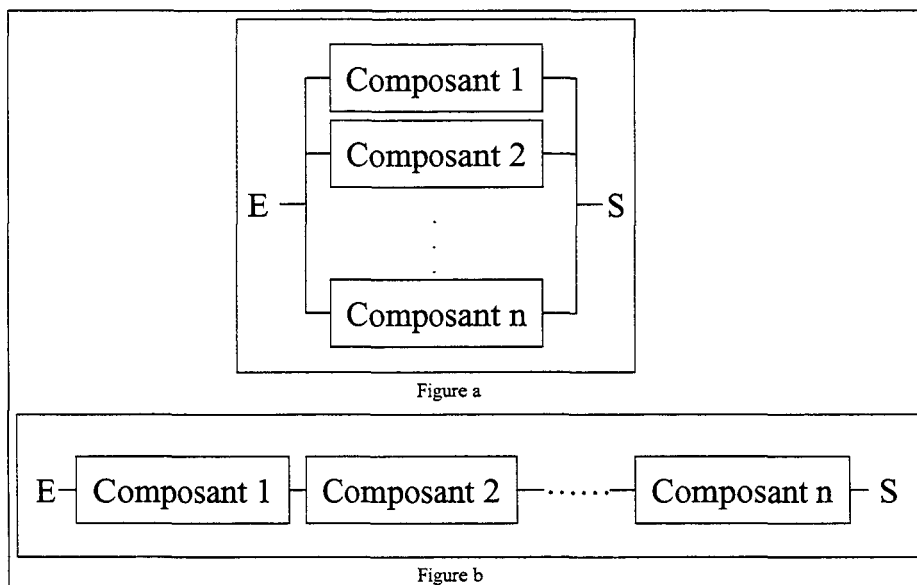 Composant 1
Composant 2
E
S
.
.
.
Composant n
Figure a
E Composant 1 Composant 2 ...... Composant n S
Figure b